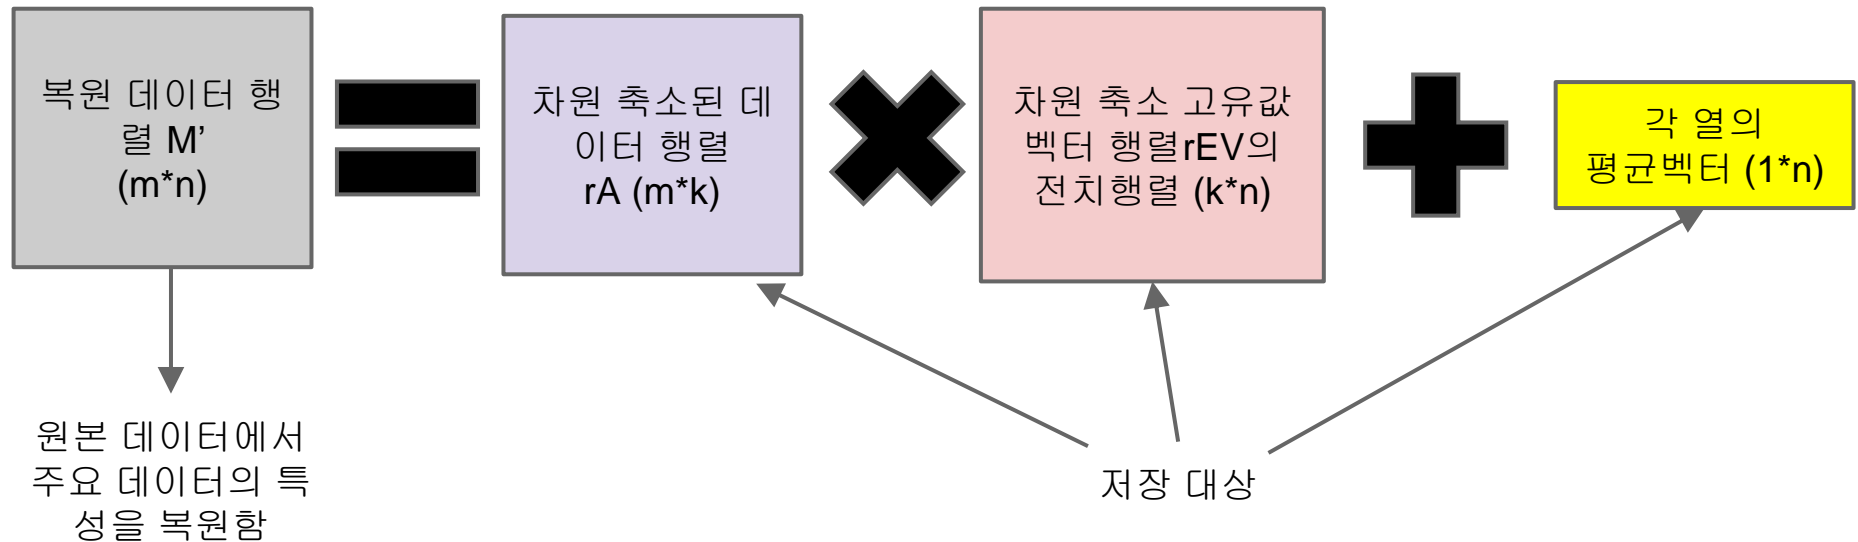 복원 데이터 행
렬 M’
(m*n)
차원 축소된 데
이터 행렬
rA (m*k)
차원 축소 고유값
벡터 행렬rEV의
전치행렬 (k*n)
각 열의
평균벡터 (1*n)
원본 데이터에서
주요 데이터의 특
성을 복원함
저장 대상